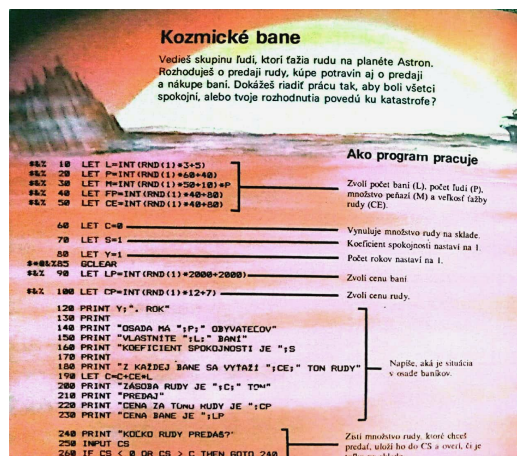 Kozmické bane
Vedieš skupinu ľudí, ktorí ťažia rudu na planéte Astron.
Rozhoduješ o predaji rudy, kúpe potravin aj o predaji
a nákupe baní. Dokážeš riadiť prácu tak, aby boli všetci
spokojní, alebo tvoje rozhodnutia povedú ku katastrofe?
Ako program pracuje
$&% 10 LET L=INT(RND(1)*3+5)
$&% 20 LET P=INT(RND(1)*60+40)
$&% 30 LET M=INT(RND(1)*50+10)*P
$&% 40 LET FP=INT(RND(1)*40+80)
$&% 50 LET CE=INT(RND(1)*40+80)
Zvolí počet baní (L), počet ľudí (P),
množstvo peňazí (M) a veľkosť ťažby
rudy (CE).
60 LET C=0
Vynuluje množstvo rudy na sklade.
70 LET S=1
Koeficient spokojnosti nastaví na 1.
80 LET Y=1
Počet rokov nastaví na 1.
$*@&%85 GCLEAR
$&% 90 LET LP=INT(RND(1)*2000+2000)
Zvolí cenu baní
$&% 100 LET CP=INT(RND(1)*12+7)
Zvolí cenu rudy.
120 PRINT Y;". ROK"
130 PRINT
140 PRINT "OSADA MÁ ";P;" OBYVATEĽOV"
150 PRINT "VLASTNÍTE ";L;" BANÍ"
160 PRINT "KOEFICIENT SPOKOJNOSTI JE ";S
170 PRINT
180 PRINT "Z KAŽDEJ BANE SA VYŤAŽÍ ";CE;" TON RUDY"
190 LET C=C+CE*L
200 PRINT "ZÁSOBA RUDY JE ";C;" TON"
210 PRINT "PREDAJ"
220 PRINT "CENA ZA TONU RUDY JE ";CP
230 PRINT "CENA BANE JE ";LP
Napíše, aká je situácia
v osade baníkov.
240 PRINT "KOĽKO RUDY PREDÁŠ?"
250 INPUT CS
260 IF CS < 0 OR CS > C THEN GOTO 240
Zistí množstvo rudy, ktoré chceš
predať, uloží ho do CS a overí, či je